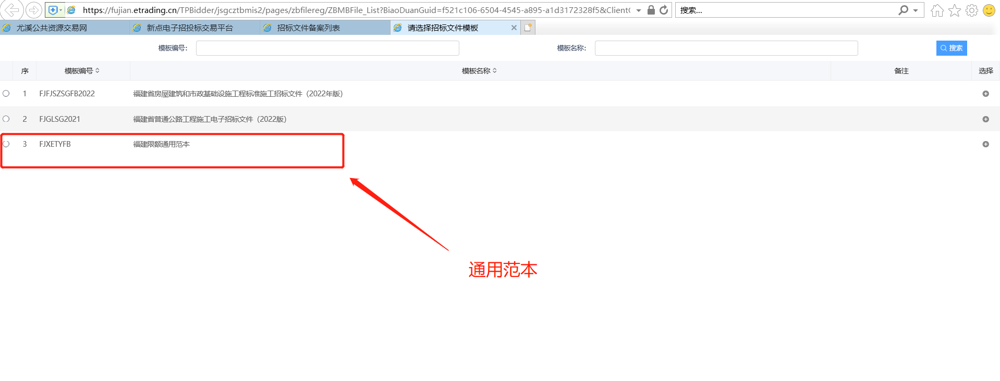 https://fujian.etrading.cn/TPBidder/jsgcztbmis2/pages/zbfilereg/ZBMBFile_List?BiaoDuanGuid=f521c106-6504-4545-a895-a1d3172328f5&Client
搜索...
尤溪公共资源交易网
新点电子招投标交易平台
招标文件备案列表
请选择招标文件模板
模板编号：
模板名称：
搜索
序 模板编号 模板名称 备注 选择
1 FJFJSZSGFB2022 福建省房屋建筑和市政基础设施工程标准施工招标文件（2022年版）
2 FJGLSG2021 福建省普通公路工程施工电子招标文件（2022版）
3 FJXETYFB 福建限额通用范本
通用范本